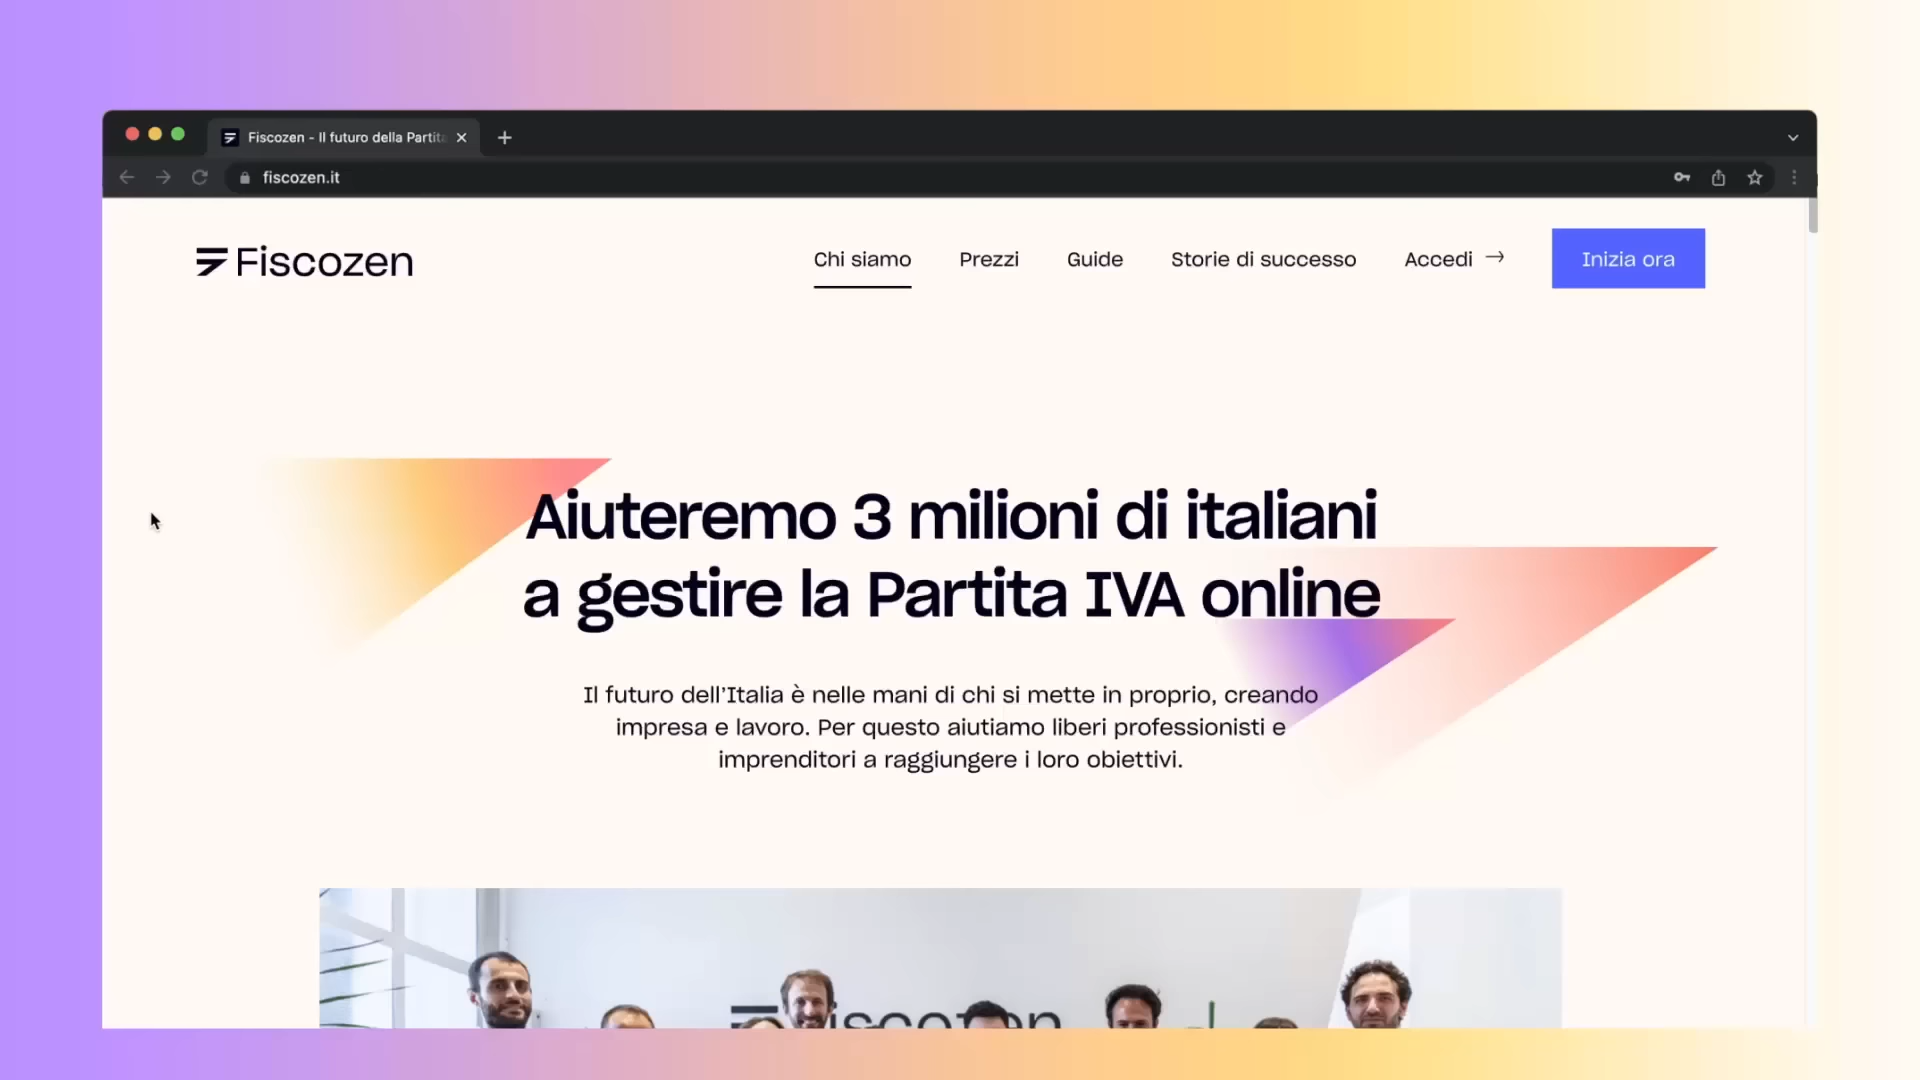 Fiscozen - Il futuro della Partita
fiscozen.it
Fiscozen
Chi siamo
Prezzi
Guide
Storie di successo
Accedi →
Inizia ora
Aiuteremo 3 milioni di italiani
a gestire la Partita IVA online
Il futuro dell’Italia è nelle mani di chi si mette in proprio, creando
impresa e lavoro. Per questo aiutiamo liberi professionisti e
imprenditori a raggiungere i loro obiettivi.
Fiscozen